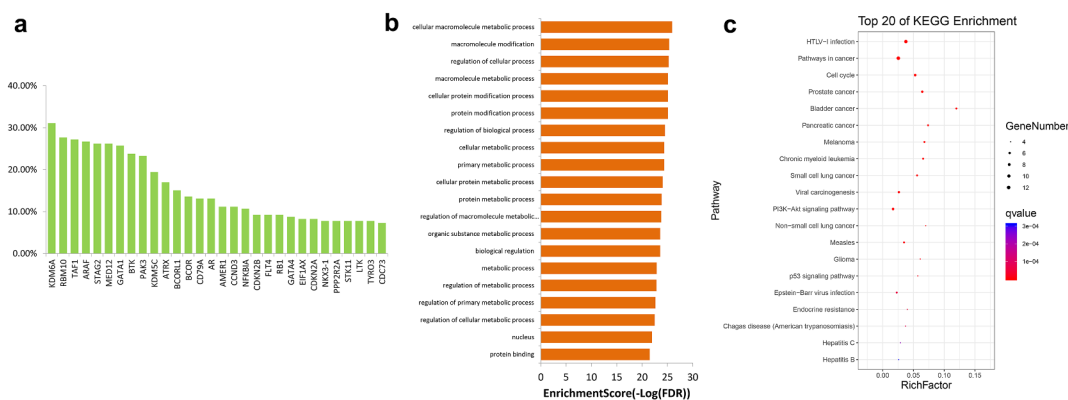 a
40.00%
30.00%
20.00%
10.00%
0.00%
KDM6A
RBM10
TAF1
ARAF
STAG2
MED12
GATA1
BTK
PAK3
KDM5C
ATRX
BCORL1
BCOR
CD79A
AR
AMER1
CCND3
NFKBIA
CDKN2B
FLT4
RB1
GATA4
EIF1AX
CDKN2A
NKX3-1
PPP2R2A
STK11
LTK
TYRO3
CDC73
b
cellular macromolecule metabolic process
macromolecule modification
regulation of cellular process
macromolecule metabolic process
cellular protein modification process
protein modification process
regulation of biological process
cellular metabolic process
primary metabolic process
cellular protein metabolic process
protein metabolic process
regulation of macromolecule metabolic...
organic substance metabolic process
biological regulation
metabolic process
regulation of metabolic process
regulation of primary metabolic process
regulation of cellular metabolic process
nucleus
protein binding
0 5 10 15 20 25 30
EnrichmentScore(-Log(FDR))
c
Top 20 of KEGG Enrichment
Pathway
HTLV-I infection
Pathways in cancer
Cell cycle
Prostate cancer
Bladder cancer
Pancreatic cancer
Melanoma
Chronic myeloid leukemia
Small cell lung cancer
Viral carcinogenesis
PI3K-Akt signaling pathway
Non-small cell lung cancer
Measles
Glioma
p53 signaling pathway
Epstein-Barr virus infection
Endocrine resistance
Chagas disease (American trypanosomiasis)
Hepatitis C
Hepatitis B
0.00 0.05 0.10 0.15
RichFactor
GeneNumber
4
6
8
10
12
qvalue
3e-04
2e-04
1e-04